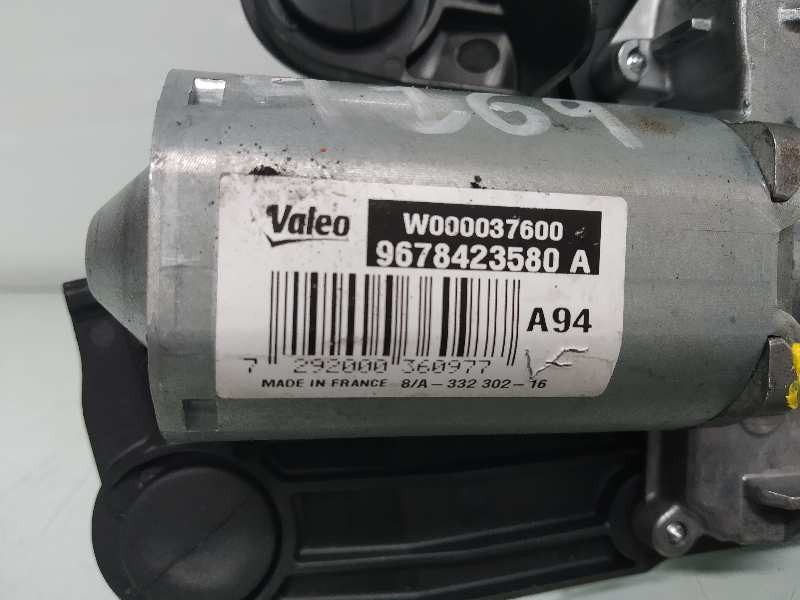 Valeo
W000037600
9678423580 A
A94
7 292000 360977
MADE IN FRANCE 8/A - 332 302 - 16